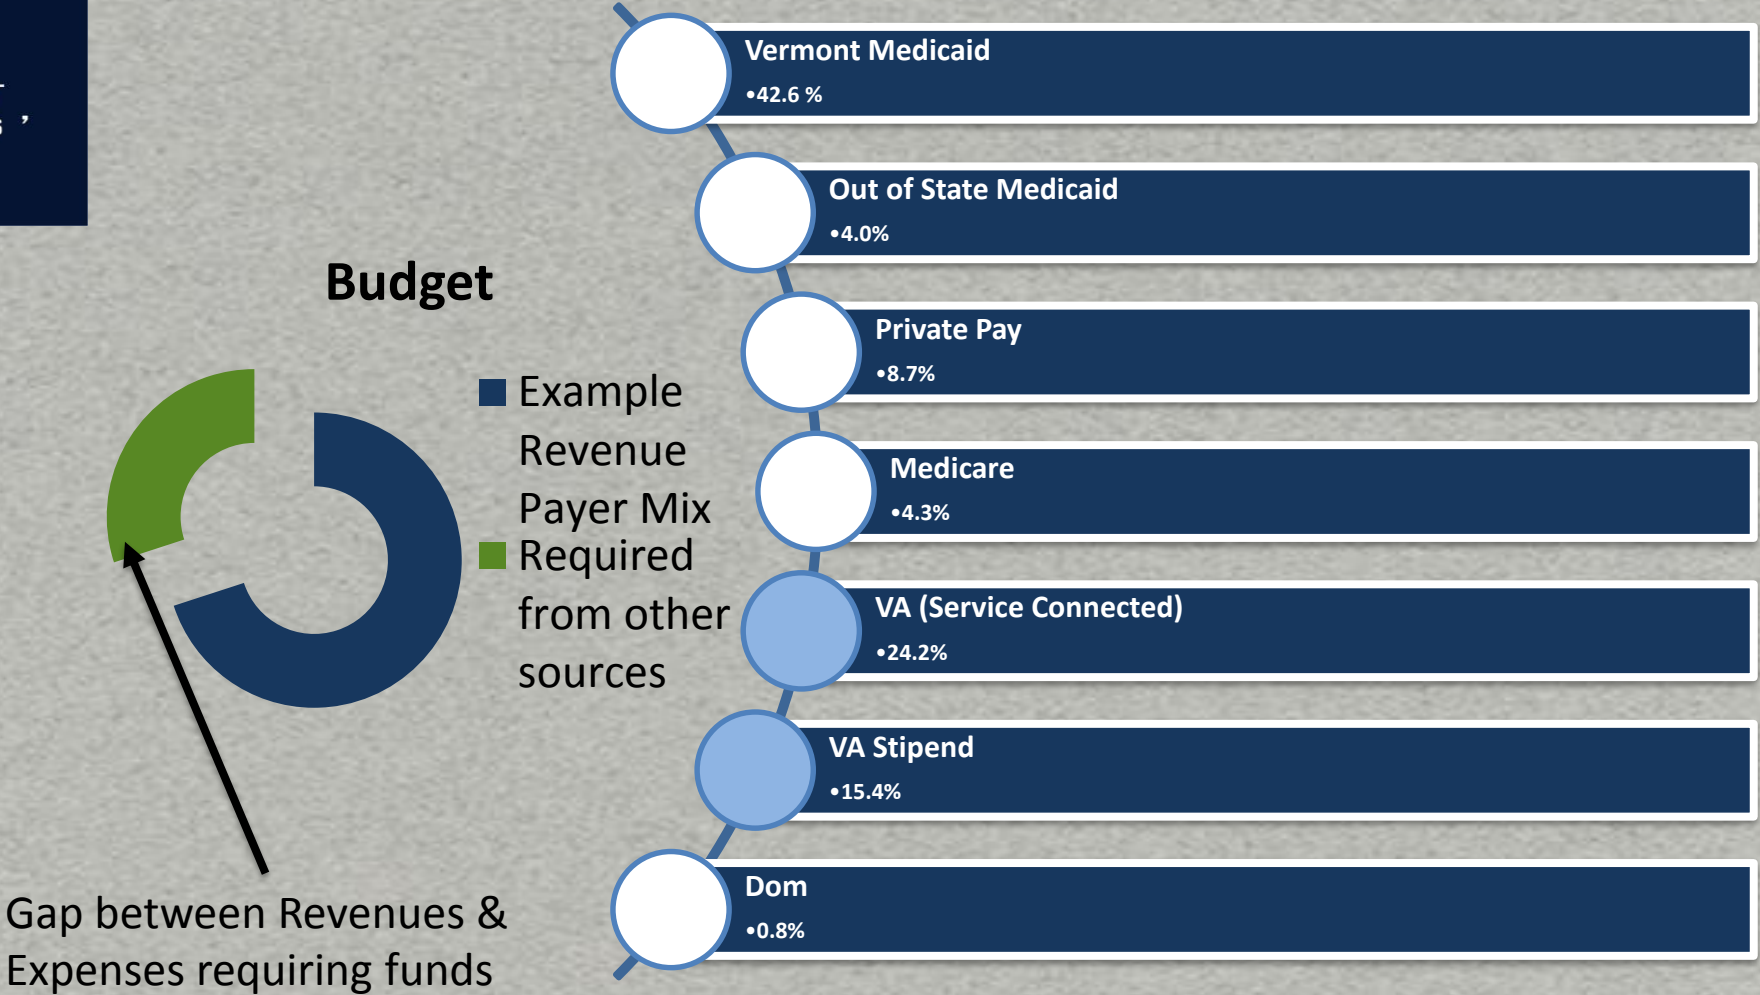 Budget
Example
Revenue
Payer Mix
Required
from other
sources
Gap between Revenues &
Expenses requiring funds
Vermont Medicaid
•42.6 %
Out of State Medicaid
•4.0%
Private Pay
•8.7%
Medicare
•4.3%
VA (Service Connected)
•24.2%
VA Stipend
•15.4%
Dom
•0.8%